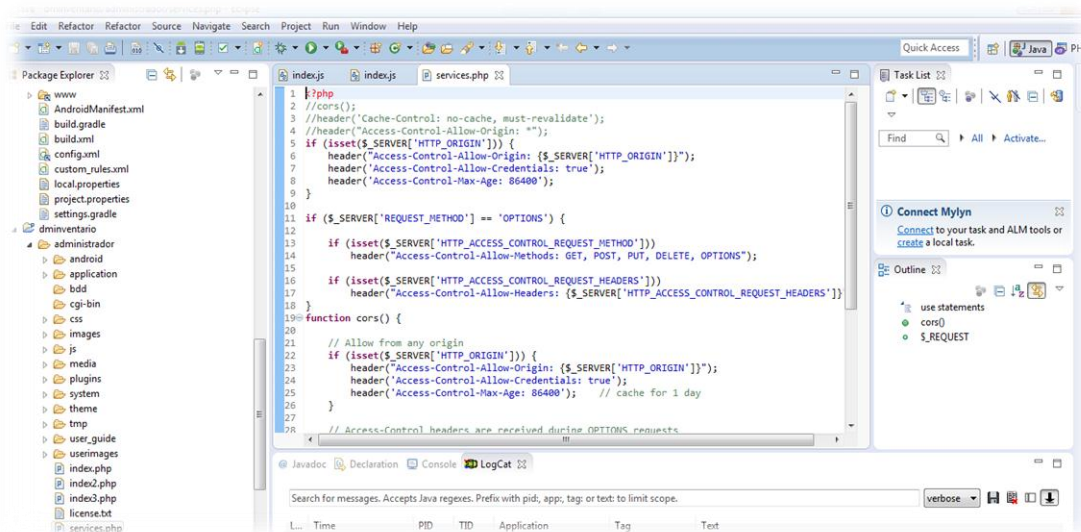 dminventario/administrador/services.php - Eclipse
Edit Refactor Refactor Source Navigate Search Project Run Window Help
Quick Access
Java
PH
Package Explorer
www
AndroidManifest.xml
build.gradle
build.xml
config.xml
custom_rules.xml
local.properties
project.properties
settings.gradle
dminventario
administrador
android
application
bdd
cgi-bin
css
images
js
media
plugins
system
theme
tmp
user_guide
userimages
index.php
index2.php
index3.php
license.txt
services.php
index.js index.js services.php
1 <?php
2 //cors();
3 //header('Cache-Control: no-cache, must-revalidate');
4 //header("Access-Control-Allow-Origin: *");
5 if (isset($_SERVER['HTTP_ORIGIN'])) {
6 header("Access-Control-Allow-Origin: {$_SERVER['HTTP_ORIGIN']}");
7 header('Access-Control-Allow-Credentials: true');
8 header('Access-Control-Max-Age: 86400');
9 }
10
11 if ($_SERVER['REQUEST_METHOD'] == 'OPTIONS') {
12
13 if (isset($_SERVER['HTTP_ACCESS_CONTROL_REQUEST_METHOD']))
14 header("Access-Control-Allow-Methods: GET, POST, PUT, DELETE, OPTIONS");
15
16 if (isset($_SERVER['HTTP_ACCESS_CONTROL_REQUEST_HEADERS']))
17 header("Access-Control-Allow-Headers: {$_SERVER['HTTP_ACCESS_CONTROL_REQUEST_HEADERS']}
18 }
19 function cors() {
20
21 // Allow from any origin
22 if (isset($_SERVER['HTTP_ORIGIN'])) {
23 header("Access-Control-Allow-Origin: {$_SERVER['HTTP_ORIGIN']}");
24 header('Access-Control-Allow-Credentials: true');
25 header('Access-Control-Max-Age: 86400'); // cache for 1 day
26 }
27
28 // Access-Control headers are received during OPTIONS requests
Task List
Find All Activate...
Connect Mylyn
Connect to your task and ALM tools or
create a local task.
Outline
use statements
cors()
$_REQUEST
Javadoc Declaration Console LogCat
Search for messages. Accepts Java regexes. Prefix with pid:, app:, tag: or text: to limit scope.
verbose
L... Time PID TID Application Tag Text